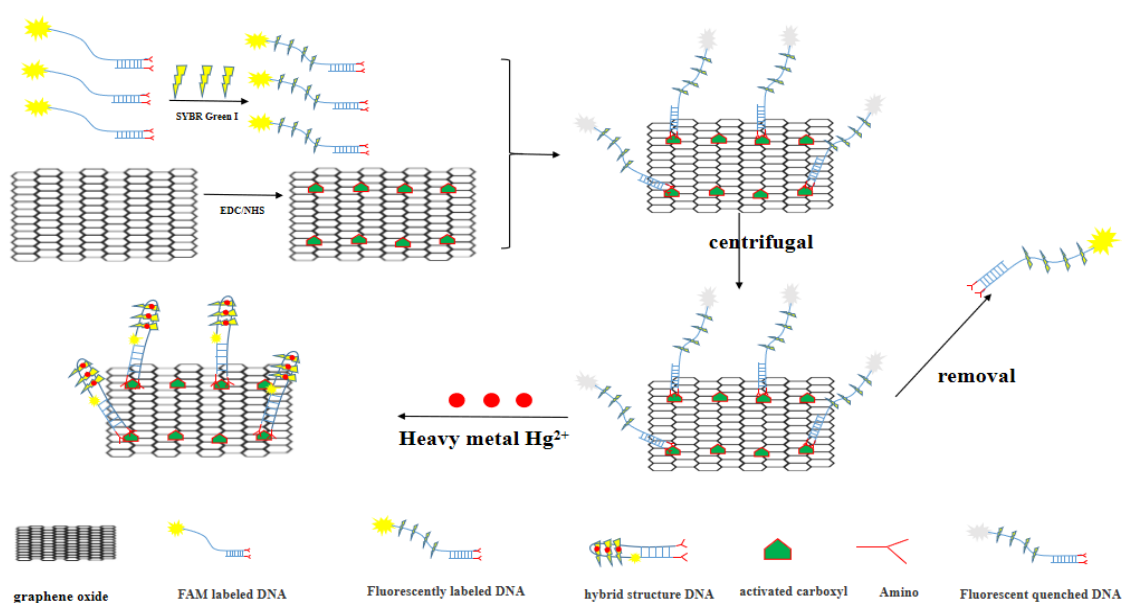 SYBR Green I
EDC/NHS
centrifugal
removal
Heavy metal Hg²⁺
graphene oxide
FAM labeled DNA
Fluorescently labeled DNA
hybrid structure DNA
activated carboxyl
Amino
Fluorescent quenched DNA